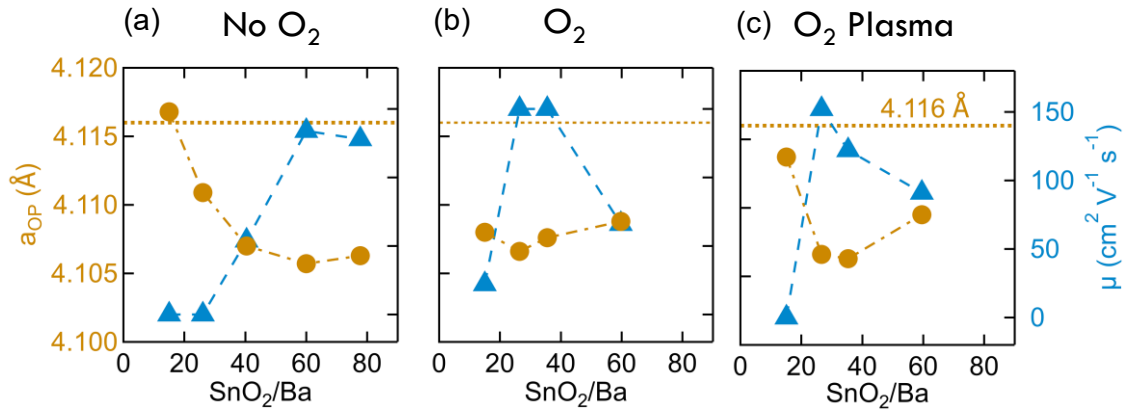 (a) No O₂
(b) O₂
(c) O₂ Plasma
4.120
4.115
4.110
4.105
4.100
a_OP (Å)
0 20 40 60 80
SnO₂/Ba
0 20 40 60 80
SnO₂/Ba
4.116 Å
0 20 40 60 80
SnO₂/Ba
150
100
50
0
μ (cm² V⁻¹ s⁻¹)